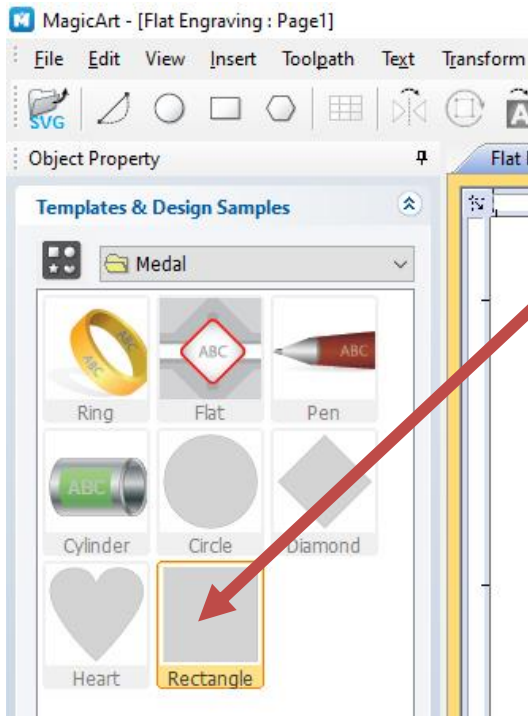 MagicArt - [Flat Engraving : Page1]
File Edit View Insert Toolpath Text Transform
SVG A
Object Property Flat
Templates & Design Samples
Medal
ABC ABC ABC
Ring Flat Pen
ABC
Cylinder Circle Diamond
Heart Rectangle